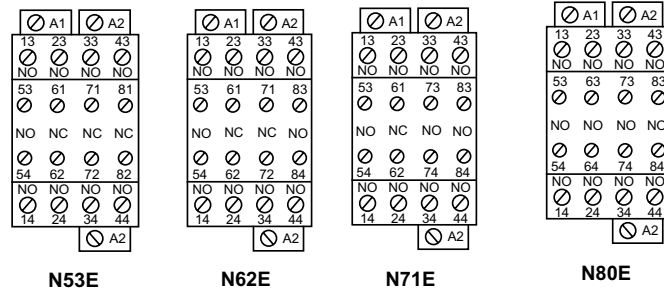 A1 A2
13 23 33 43
NO NO NO NO
53 61 71 81
NO NC NC NC
54 62 72 82
NO NO NO NO
14 24 34 44
A2
N53E
A1 A2
13 23 33 43
NO NO NO NO
53 61 71 83
NO NC NC NO
54 62 72 84
NO NO NO NO
14 24 34 44
A2
N62E
A1 A2
13 23 33 43
NO NO NO NO
53 61 73 83
NO NC NO NO
54 62 74 84
NO NO NO NO
14 24 34 44
A2
N71E
A1 A2
13 23 33 43
NO NO NO NO
53 63 73 83
NO NO NO NO
54 64 74 84
NO NO NO NO
14 24 34 44
A2
N80E